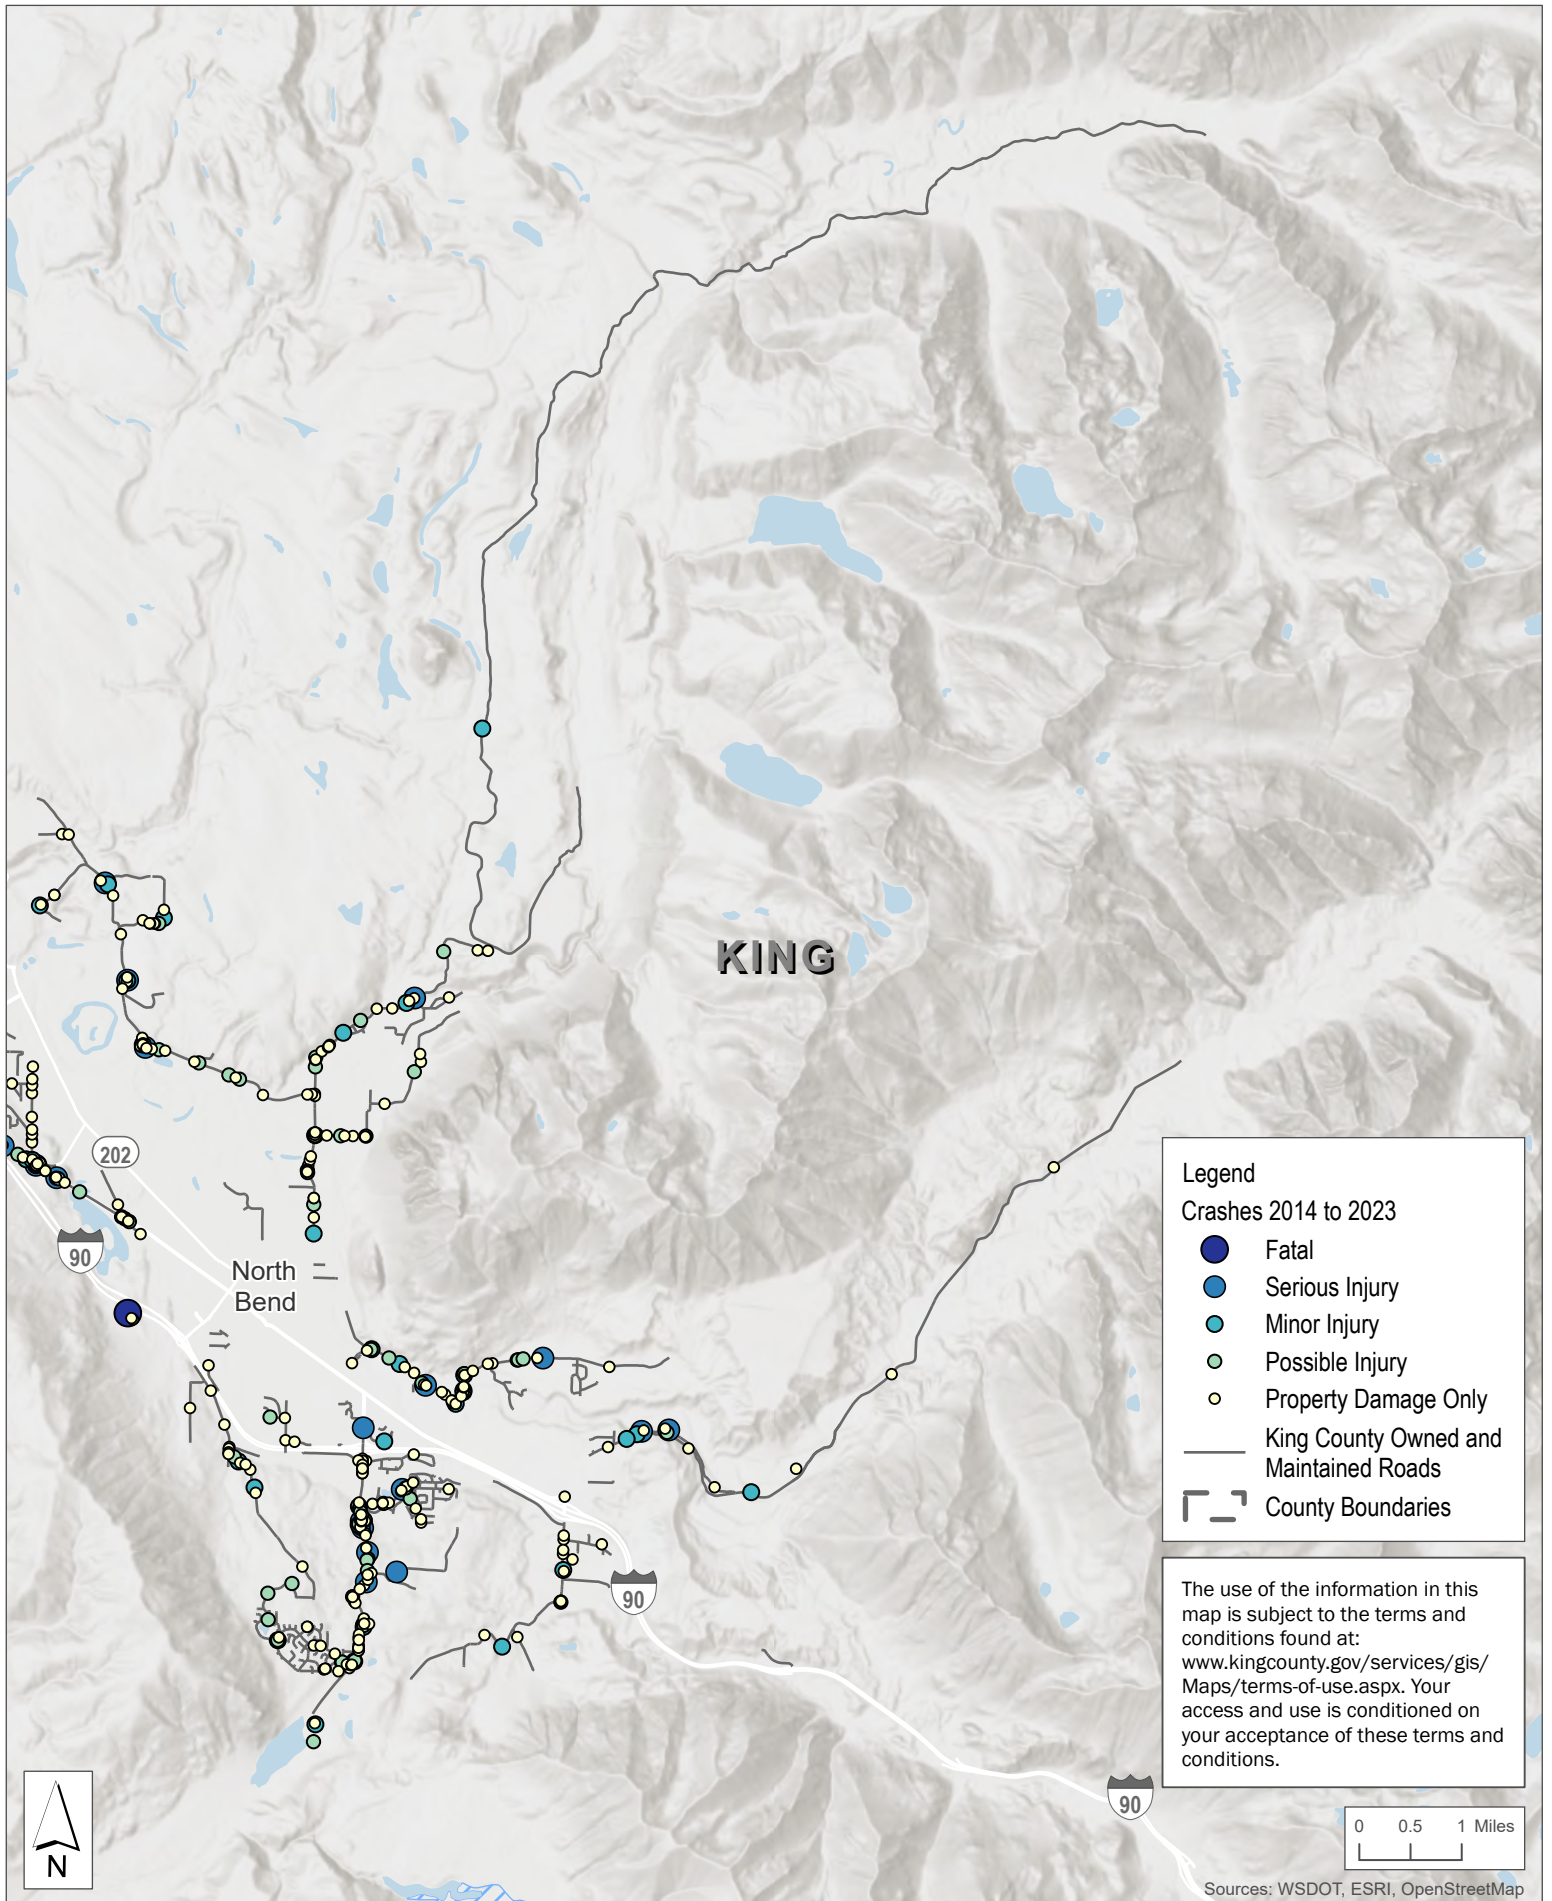 KING
202
90
North
Bend
90
90
Legend
Crashes 2014 to 2023
Fatal
Serious Injury
Minor Injury
Possible Injury
Property Damage Only
King County Owned and
Maintained Roads
County Boundaries
The use of the information in this
map is subject to the terms and
conditions found at:
www.kingcounty.gov/services/gis/
Maps/terms-of-use.aspx. Your
access and use is conditioned on
your acceptance of these terms and
conditions.
N
0 0.5 1 Miles
Sources: WSDOT, ESRI, OpenStreetMap